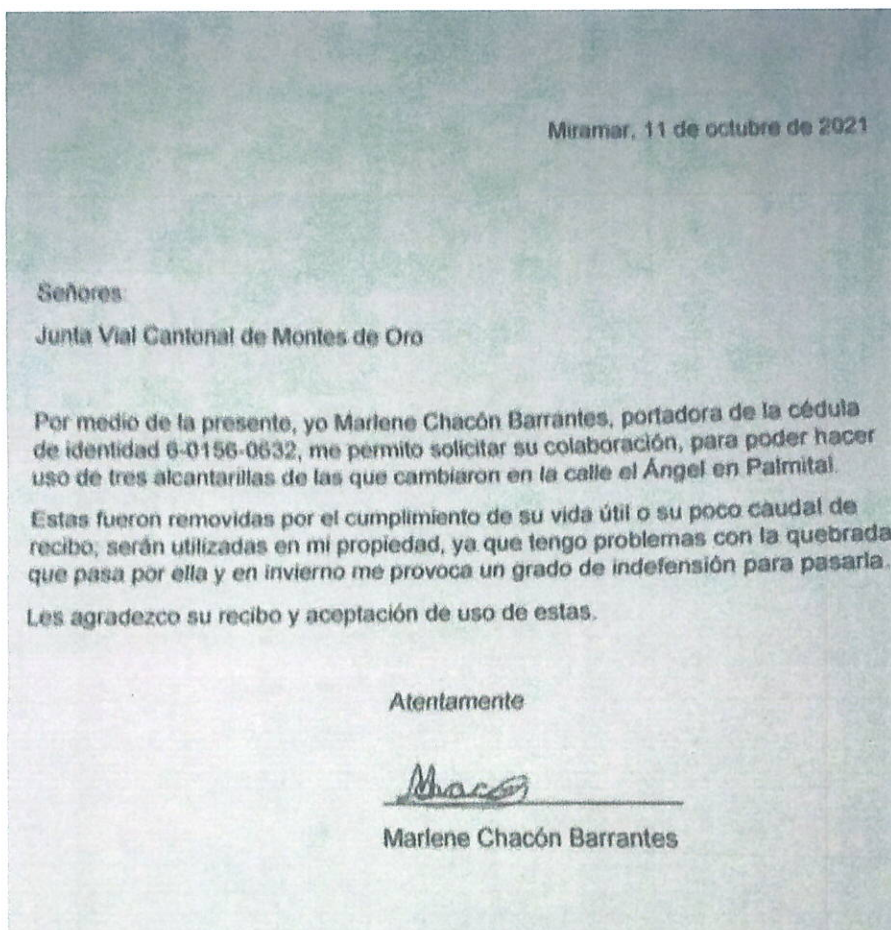 Miramar, 11 de octubre de 2021
Señores:
Junta Vial Cantonal de Montes de Oro
Por medio de la presente, yo Marlene Chacón Barrantes, portadora de la cédula
de identidad 6-0156-0632, me permito solicitar su colaboración, para poder hacer
uso de tres alcantarillas de las que cambiaron en la calle el Ángel en Palmital.
Estas fueron removidas por el cumplimiento de su vida útil o su poco caudal de
recibo, serán utilizadas en mi propiedad, ya que tengo problemas con la quebrada
que pasa por ella y en invierno me provoca un grado de indefensión para pasarla.
Les agradezco su recibo y aceptación de uso de estas.
Atentamente
Marlene Chacón Barrantes